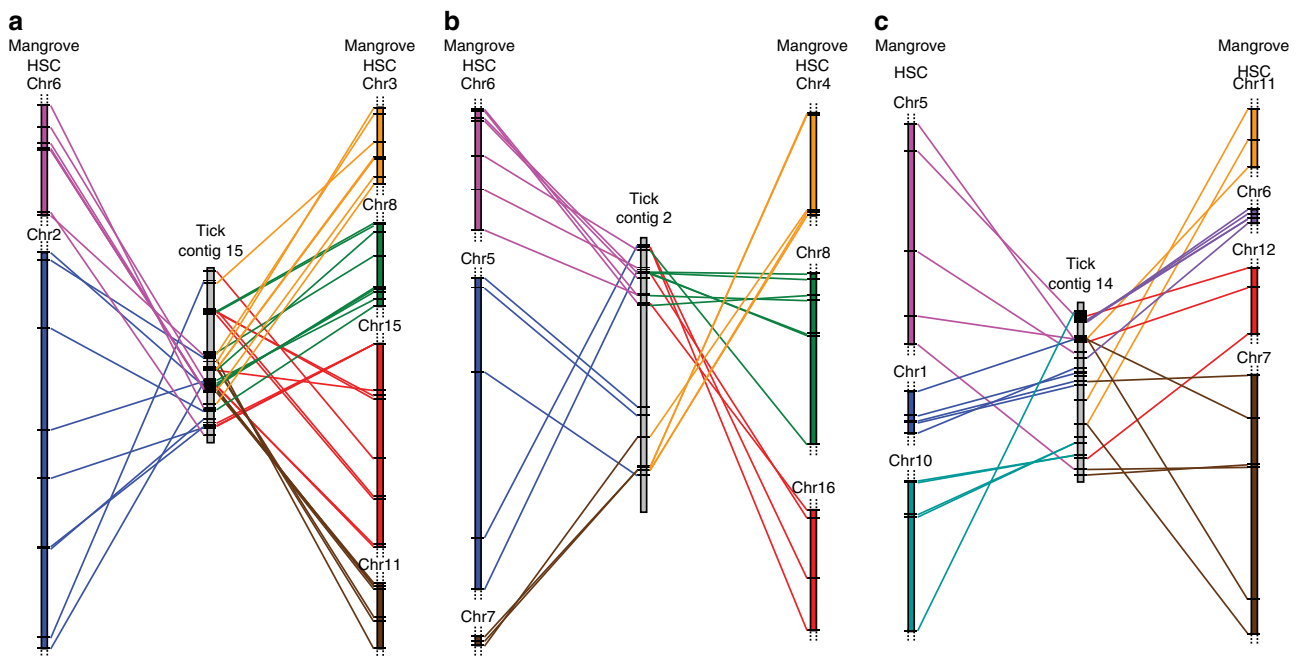 a
Mangrove
HSC
Chr6
Chr2
Tick
contig 15
Mangrove
HSC
Chr3
Chr8
Chr15
Chr11
b
Mangrove
HSC
Chr6
Chr5
Chr7
Tick
contig 2
Mangrove
HSC
Chr4
Chr8
Chr16
c
Mangrove
HSC
Chr5
Chr1
Chr10
Tick
contig 14
Mangrove
HSC
Chr11
Chr6
Chr12
Chr7